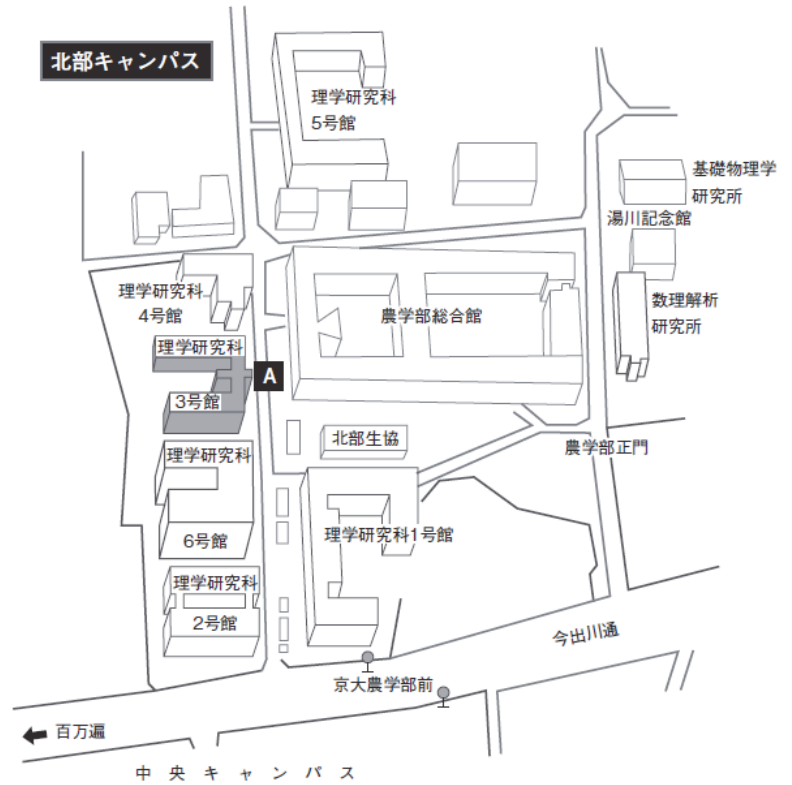 北部キャンパス
理学研究科
5号館
基礎物理学
研究所
湯川記念館
理学研究科
4号館
農学部総合館
数理解析
研究所
理学研究科
A
3号館
北部生協
農学部正門
理学研究科
6号館
理学研究科1号館
理学研究科
2号館
今出川通
京大農学部前
百万遍
中央キャンパス